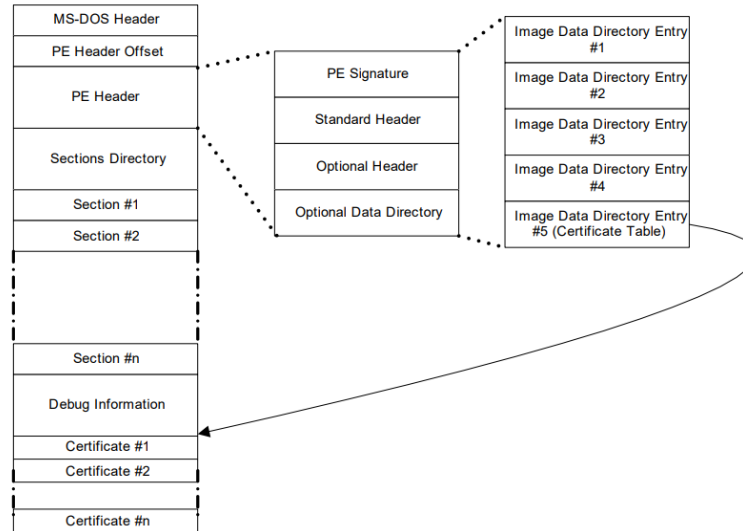 MS-DOS Header
PE Header Offset
PE Header
Sections Directory
Section #1
Section #2
Section #n
Debug Information
Certificate #1
Certificate #2
Certificate #n
PE Signature
Standard Header
Optional Header
Optional Data Directory
Image Data Directory Entry
#1
Image Data Directory Entry
#2
Image Data Directory Entry
#3
Image Data Directory Entry
#4
Image Data Directory Entry
#5 (Certificate Table)